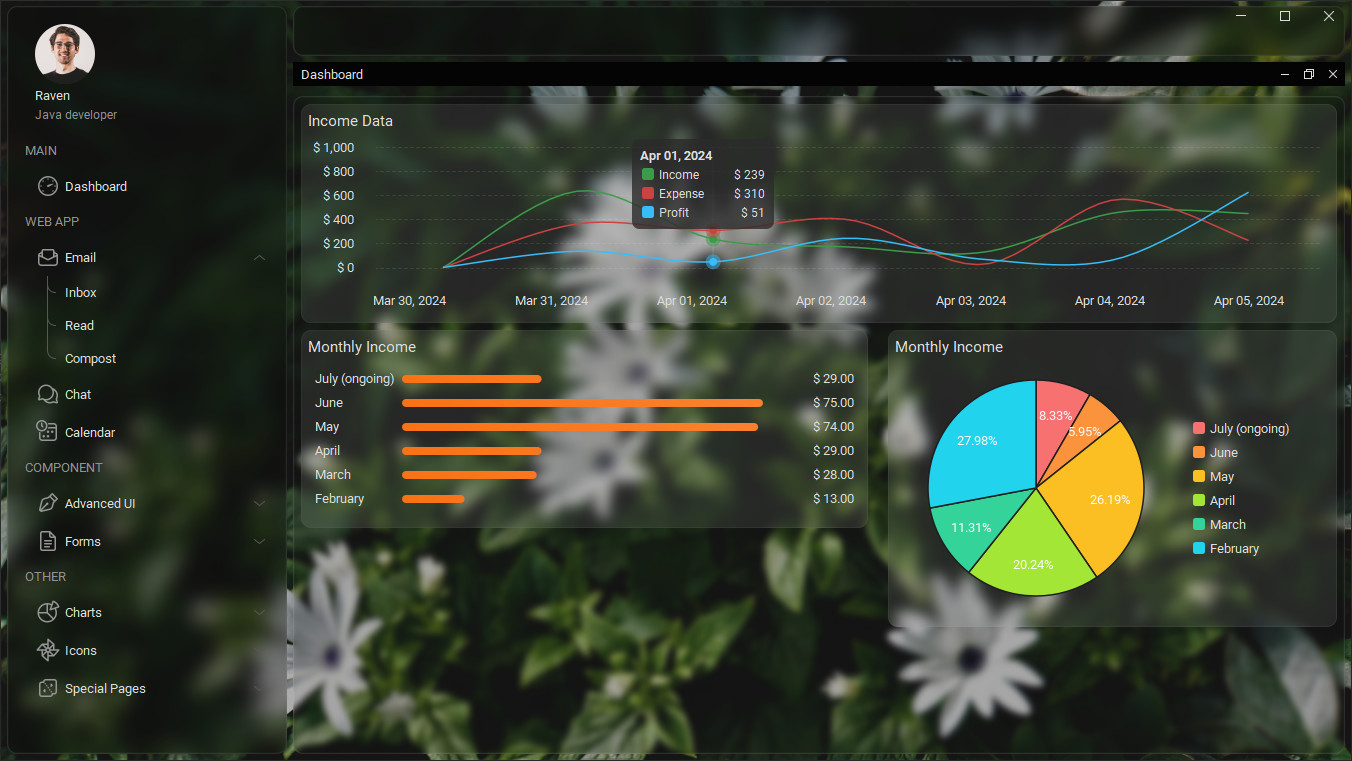 Raven
Java developer
MAIN
Dashboard
WEB APP
Email
Inbox
Read
Compost
Chat
Calendar
COMPONENT
Advanced UI
Forms
OTHER
Charts
Icons
Special Pages
Dashboard
Income Data
$ 1,000
$ 800
$ 600
$ 400
$ 200
$ 0
Apr 01, 2024
Income $ 239
Expense $ 310
Profit $ 51
Mar 30, 2024 Mar 31, 2024 Apr 01, 2024 Apr 02, 2024 Apr 03, 2024 Apr 04, 2024 Apr 05, 2024
Monthly Income
July (ongoing) $ 29.00
June $ 75.00
May $ 74.00
April $ 29.00
March $ 28.00
February $ 13.00
Monthly Income
8.33%
5.95%
26.19%
20.24%
11.31%
27.98%
July (ongoing)
June
May
April
March
February